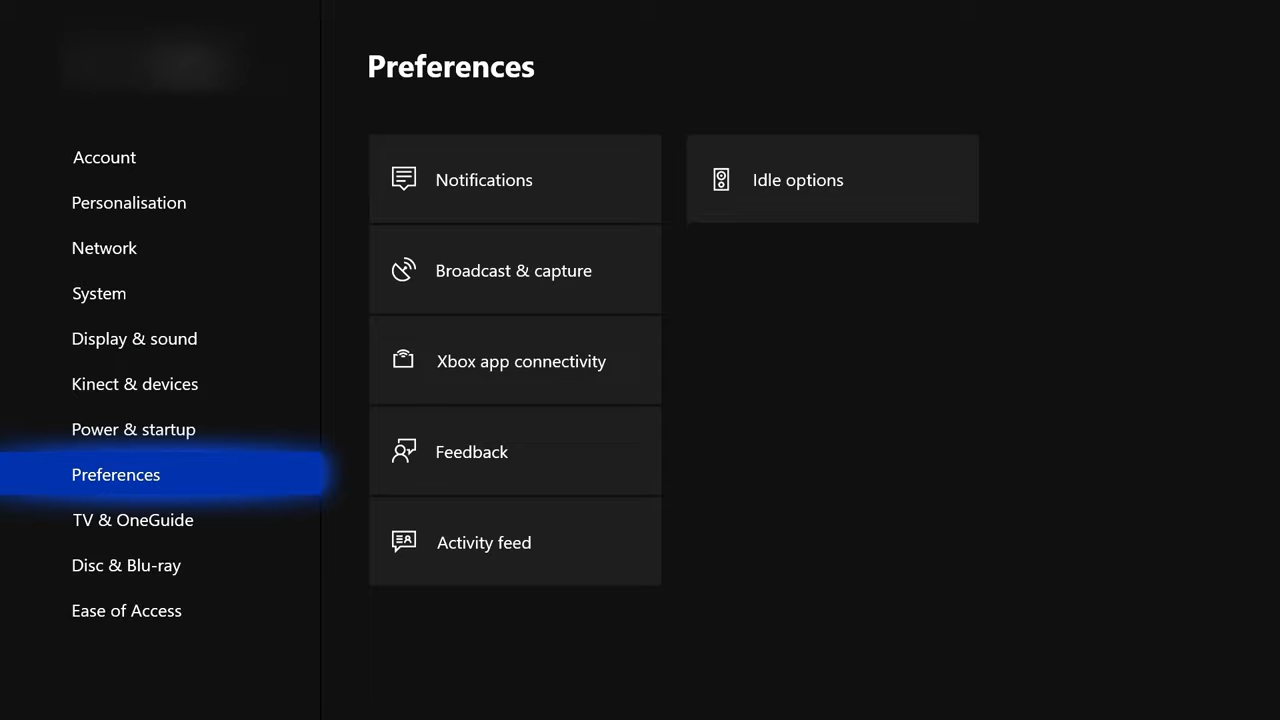 Account
Personalisation
Network
System
Display & sound
Kinect & devices
Power & startup
Preferences
TV & OneGuide
Disc & Blu-ray
Ease of Access
Preferences
Notifications
Broadcast & capture
Xbox app connectivity
Feedback
Activity feed
Idle options